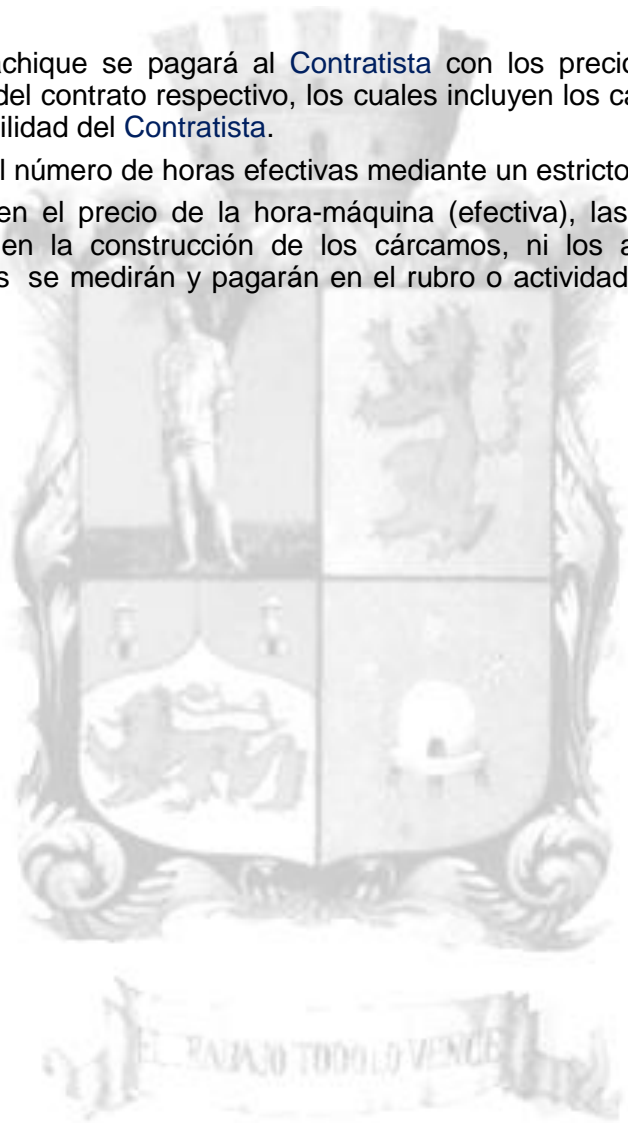 achique se pagará al Contratista con los precio
del contrato respectivo, los cuales incluyen los ca
ilidad del Contratista.
l número de horas efectivas mediante un estricto
en el precio de la hora-máquina (efectiva), las
en la construcción de los cárcamos, ni los a
s se medirán y pagarán en el rubro o actividad
EL TRABAJO TODO LO VENCE